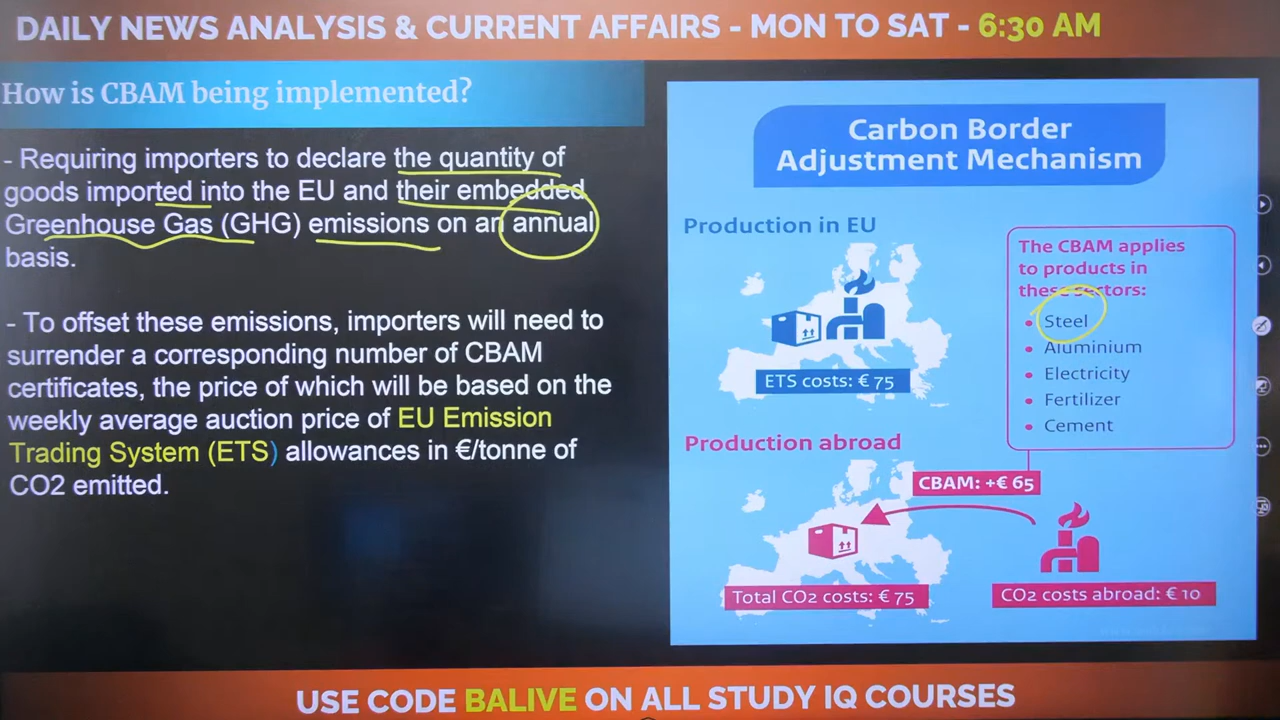 DAILY NEWS ANALYSIS & CURRENT AFFAIRS - MON TO SAT - 6:30 AM
How is CBAM being implemented?
- Requiring importers to declare the quantity of
goods imported into the EU and their embedded
Greenhouse Gas (GHG) emissions on an annual
basis.
- To offset these emissions, importers will need to
surrender a corresponding number of CBAM
certificates, the price of which will be based on the
weekly average auction price of EU Emission
Trading System (ETS) allowances in €/tonne of
CO2 emitted.
Carbon Border
Adjustment Mechanism
Production in EU
ETS costs: € 75
The CBAM applies
to products in
these sectors:
• Steel
• Aluminium
• Electricity
• Fertilizer
• Cement
Production abroad
CBAM: +€ 65
Total CO2 costs: € 75
CO2 costs abroad: € 10
USE CODE BALIVE ON ALL STUDY IQ COURSES